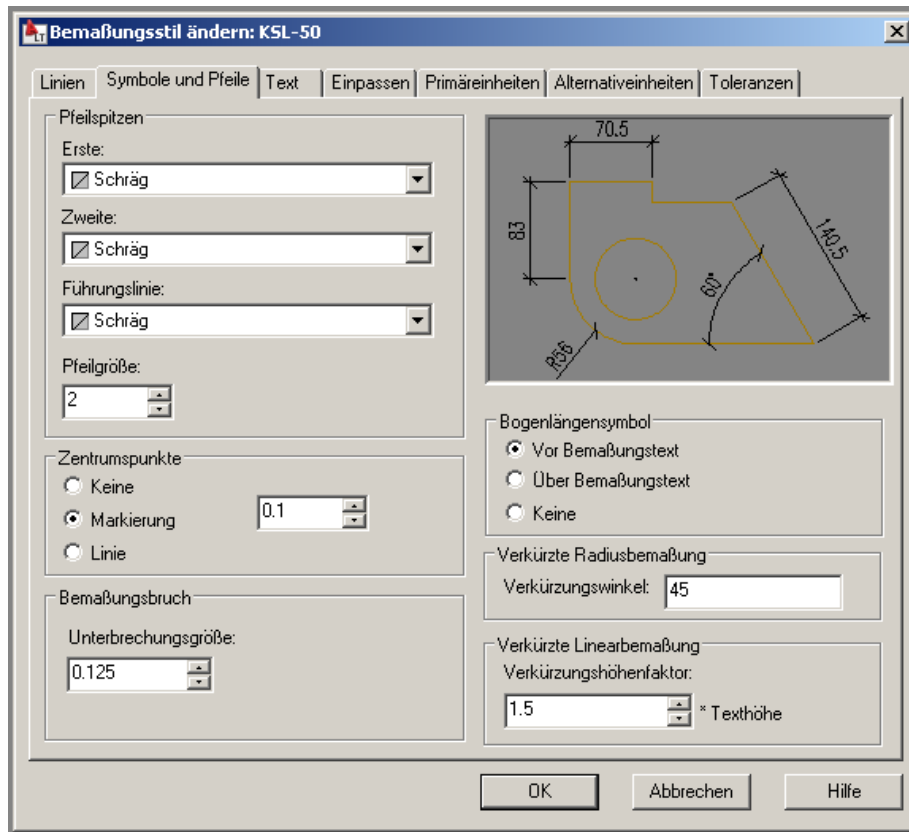 LT Bemaßungsstil ändern: KSL-50
Linien Symbole und Pfeile Text Einpassen Primäreinheiten Alternativeinheiten Toleranzen
Pfeilspitzen
Erste:
Schräg
Zweite:
Schräg
Führungslinie:
Schräg
Pfeilgröße:
2
Zentrumspunkte
Keine
Markierung
0.1
Linie
Bemaßungsbruch
Unterbrechungsgröße:
0.125
70.5
83
140.5
60°
R56
Bogenlängensymbol
Vor Bemaßungstext
Über Bemaßungstext
Keine
Verkürzte Radiusbemaßung
Verkürzungswinkel: 45
Verkürzte Linearbemaßung
Verkürzungshöhenfaktor:
1.5 * Texthöhe
OK Abbrechen Hilfe